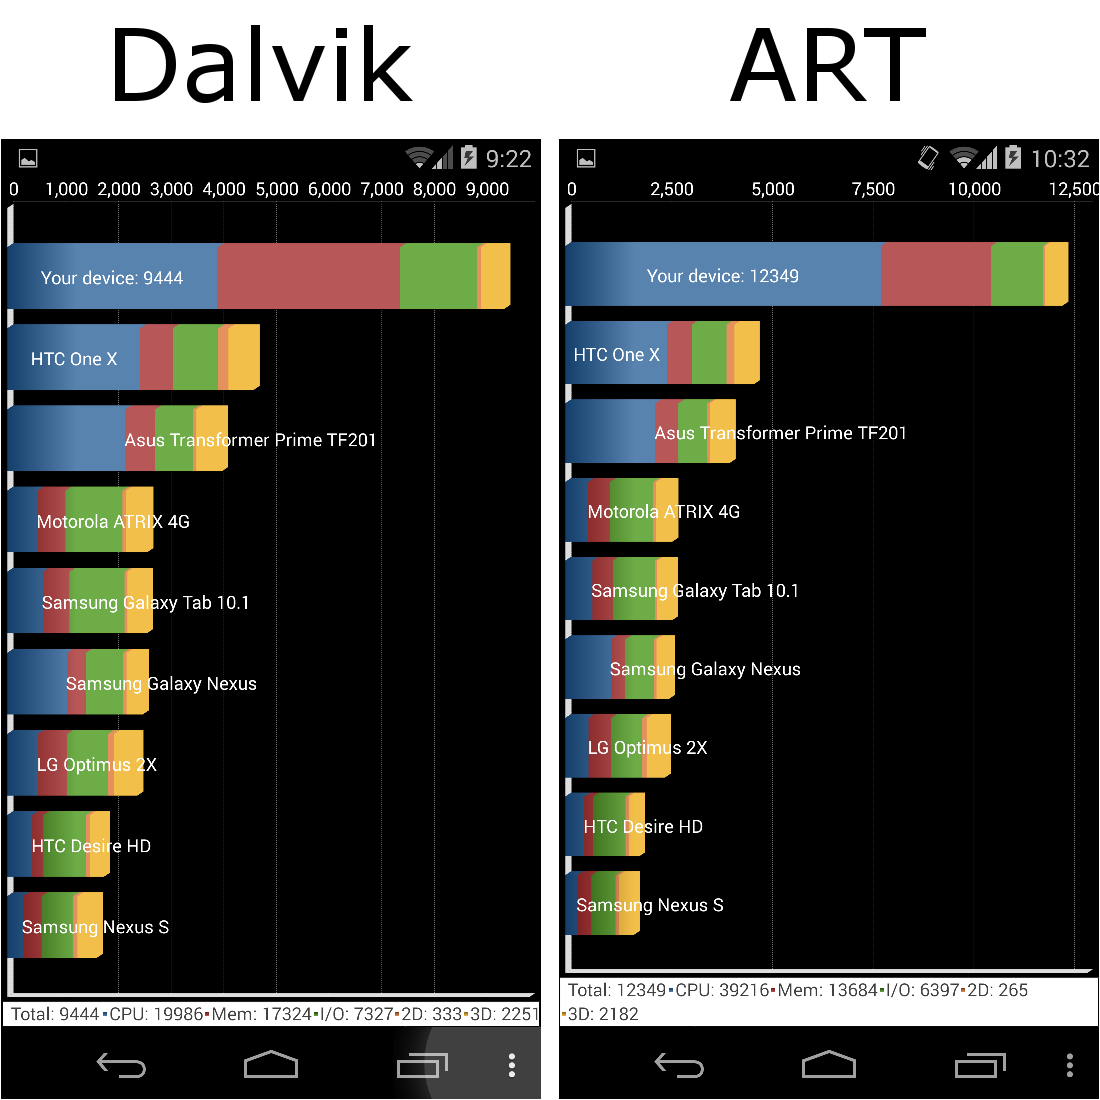 Dalvik
ART
9:22
0 1,000 2,000 3,000 4,000 5,000 6,000 7,000 8,000 9,000
Your device: 9444
HTC One X
Asus Transformer Prime TF201
Motorola ATRIX 4G
Samsung Galaxy Tab 10.1
Samsung Galaxy Nexus
LG Optimus 2X
HTC Desire HD
Samsung Nexus S
Total: 9444 ▪CPU: 19986▪Mem: 17324▪I/O: 7327▪2D: 333▪3D: 2251
10:32
0 2,500 5,000 7,500 10,000 12,500
Your device: 12349
HTC One X
Asus Transformer Prime TF201
Motorola ATRIX 4G
Samsung Galaxy Tab 10.1
Samsung Galaxy Nexus
LG Optimus 2X
HTC Desire HD
Samsung Nexus S
Total: 12349▪CPU: 39216▪Mem: 13684▪I/O: 6397▪2D: 265
▪3D: 2182